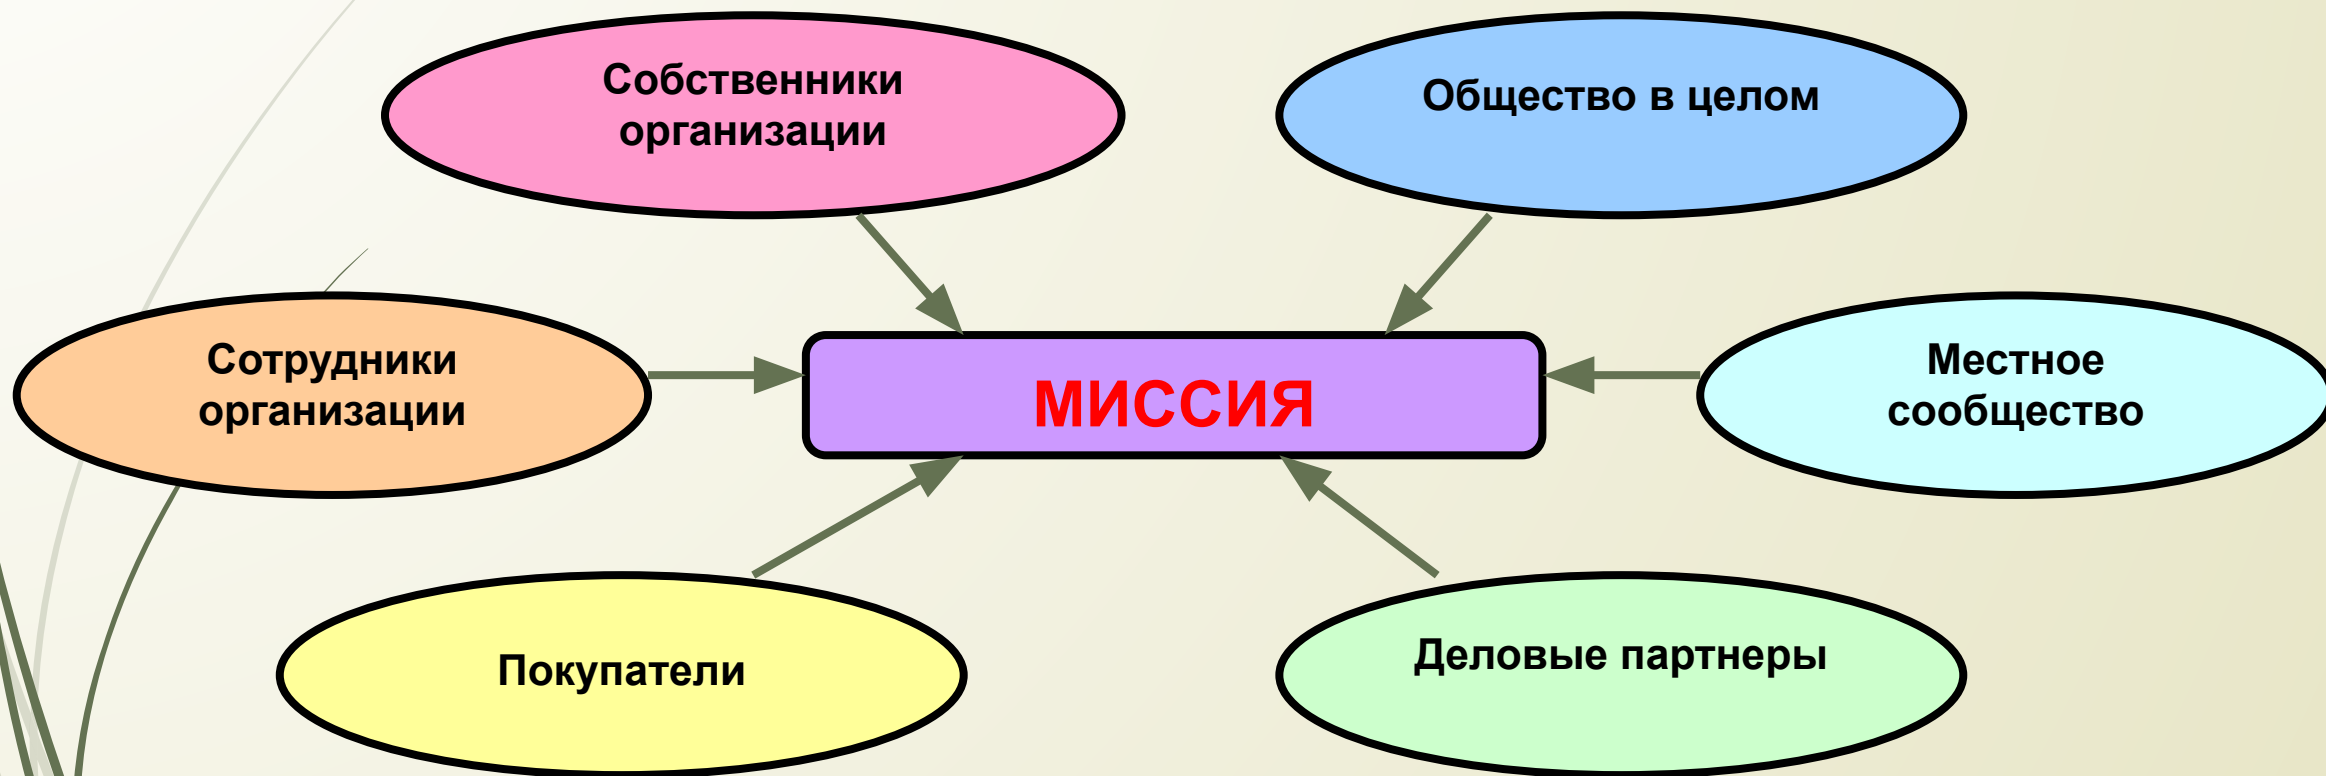 Собственники
организации
Общество в целом
Сотрудники
организации
МИССИЯ
Местное
сообщество
Покупатели
Деловые партнеры